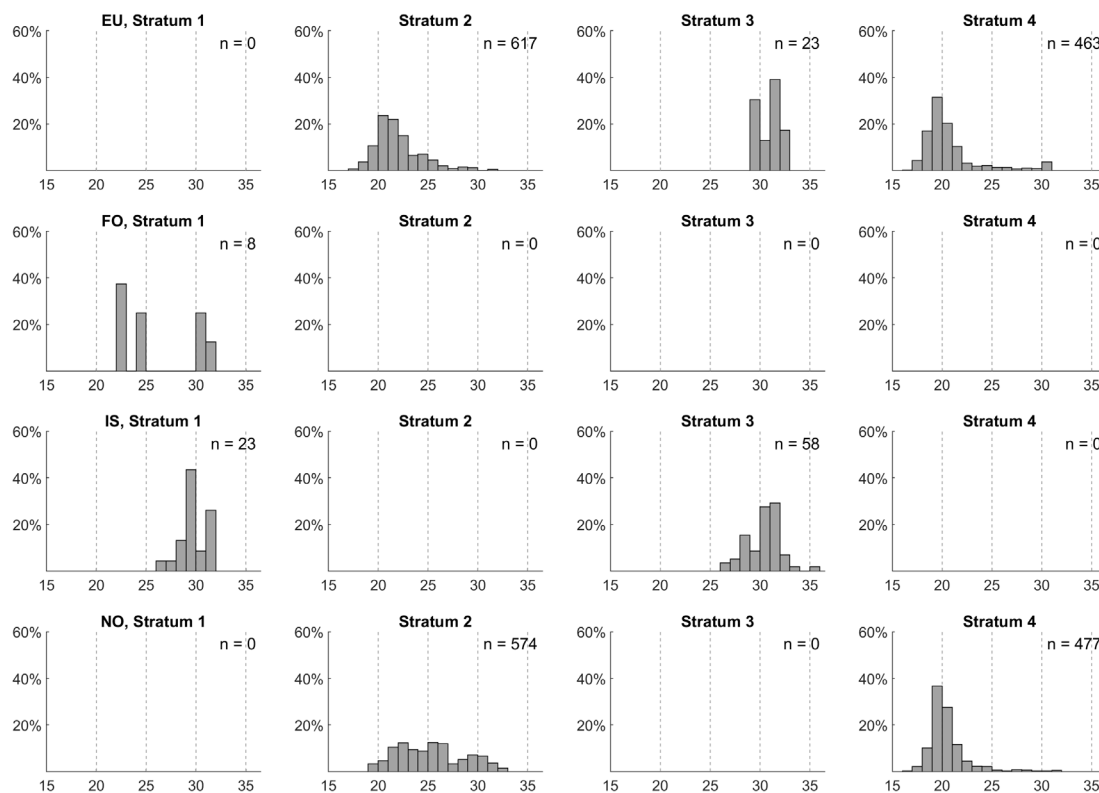 EU, Stratum 1 Stratum 2 Stratum 3 Stratum 4
60% 60% 60% 60%
n = 0 n = 617 n = 23 n = 463
40% 40% 40% 40%
20% 20% 20% 20%
15 20 25 30 35 15 20 25 30 35 15 20 25 30 35 15 20 25 30 35
FO, Stratum 1 Stratum 2 Stratum 3 Stratum 4
60% 60% 60% 60%
n = 8 n = 0 n = 0 n = 0
40% 40% 40% 40%
20% 20% 20% 20%
15 20 25 30 35 15 20 25 30 35 15 20 25 30 35 15 20 25 30 35
IS, Stratum 1 Stratum 2 Stratum 3 Stratum 4
60% 60% 60% 60%
n = 23 n = 0 n = 58 n = 0
40% 40% 40% 40%
20% 20% 20% 20%
15 20 25 30 35 15 20 25 30 35 15 20 25 30 35 15 20 25 30 35
NO, Stratum 1 Stratum 2 Stratum 3 Stratum 4
60% 60% 60% 60%
n = 0 n = 574 n = 0 n = 477
40% 40% 40% 40%
20% 20% 20% 20%
15 20 25 30 35 15 20 25 30 35 15 20 25 30 35 15 20 25 30 35